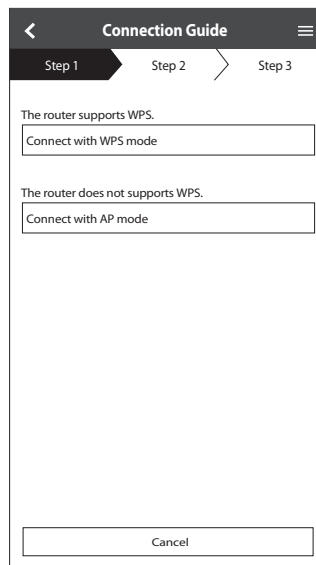 Connection Guide
Step 1 Step 2 Step 3
The router supports WPS.
Connect with WPS mode
The router does not supports WPS.
Connect with AP mode
Cancel